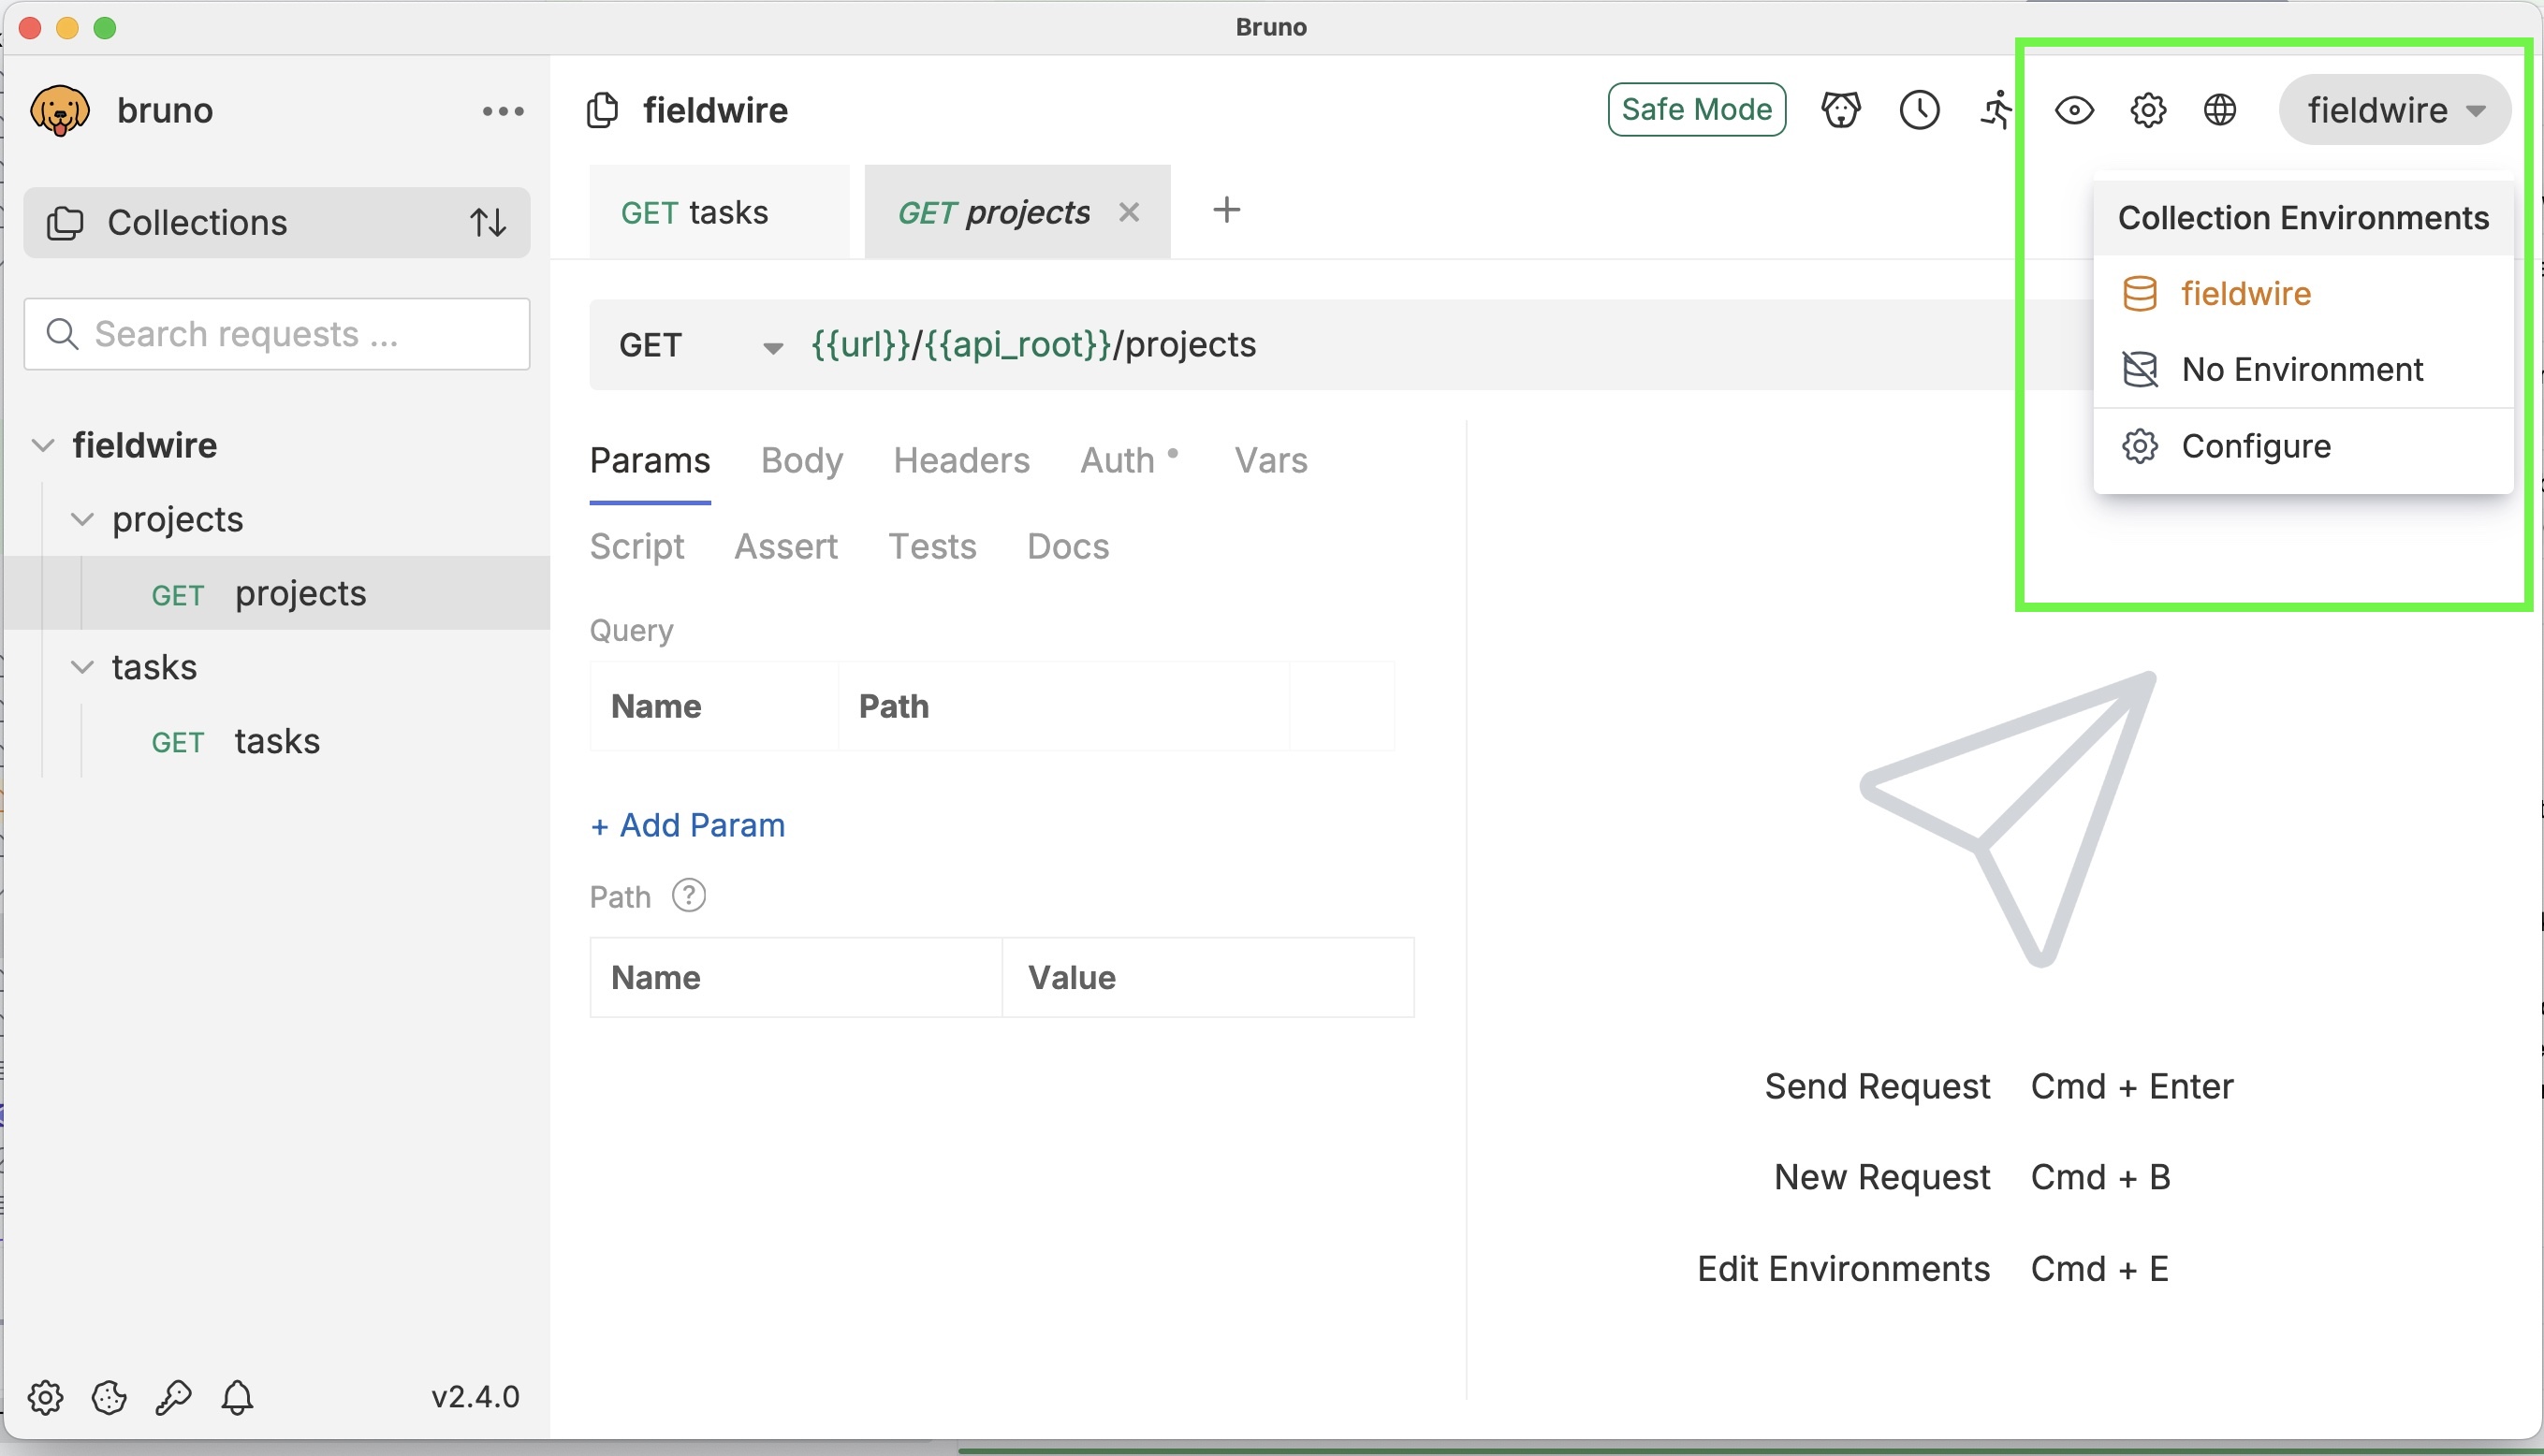 Bruno
bruno
fieldwire
Safe Mode
fieldwire
Collections
GET tasks
GET projects
Collection Environments
fieldwire
No Environment
Configure
Search requests ...
GET
{{url}}/{{api_root}}/projects
fieldwire
projects
GET projects
tasks
GET tasks
Params Body Headers Auth Vars
Script Assert Tests Docs
Query
Name Path
+ Add Param
Path ?
Name Value
Send Request Cmd + Enter
New Request Cmd + B
Edit Environments Cmd + E
v2.4.0